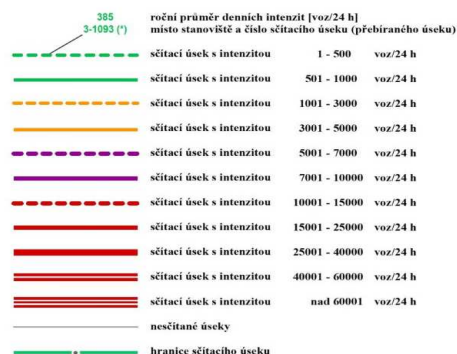 385 roční průměr denních intenzit [voz/24 h]
3-1093 (*) místo stanoviště a číslo sčítacího úseku (přebíraného úseku)
sčítací úsek s intenzitou 1 - 500 voz/24 h
sčítací úsek s intenzitou 501 - 1000 voz/24 h
sčítací úsek s intenzitou 1001 - 3000 voz/24 h
sčítací úsek s intenzitou 3001 - 5000 voz/24 h
sčítací úsek s intenzitou 5001 - 7000 voz/24 h
sčítací úsek s intenzitou 7001 - 10000 voz/24 h
sčítací úsek s intenzitou 10001 - 15000 voz/24 h
sčítací úsek s intenzitou 15001 - 25000 voz/24 h
sčítací úsek s intenzitou 25001 - 40000 voz/24 h
sčítací úsek s intenzitou 40001 - 60000 voz/24 h
sčítací úsek s intenzitou nad 60001 voz/24 h
nesčítané úseky
hranice sčítacího úseku